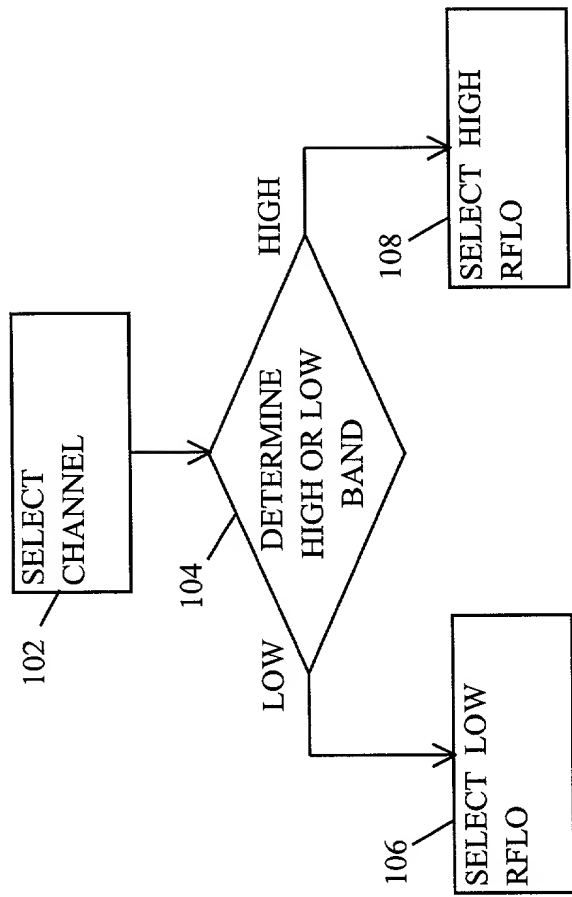 SELECT
CHANNEL
102
104
DETERMINE
HIGH OR LOW
BAND
LOW
HIGH
106
SELECT LOW
RFLO
108
SELECT HIGH
RFLO